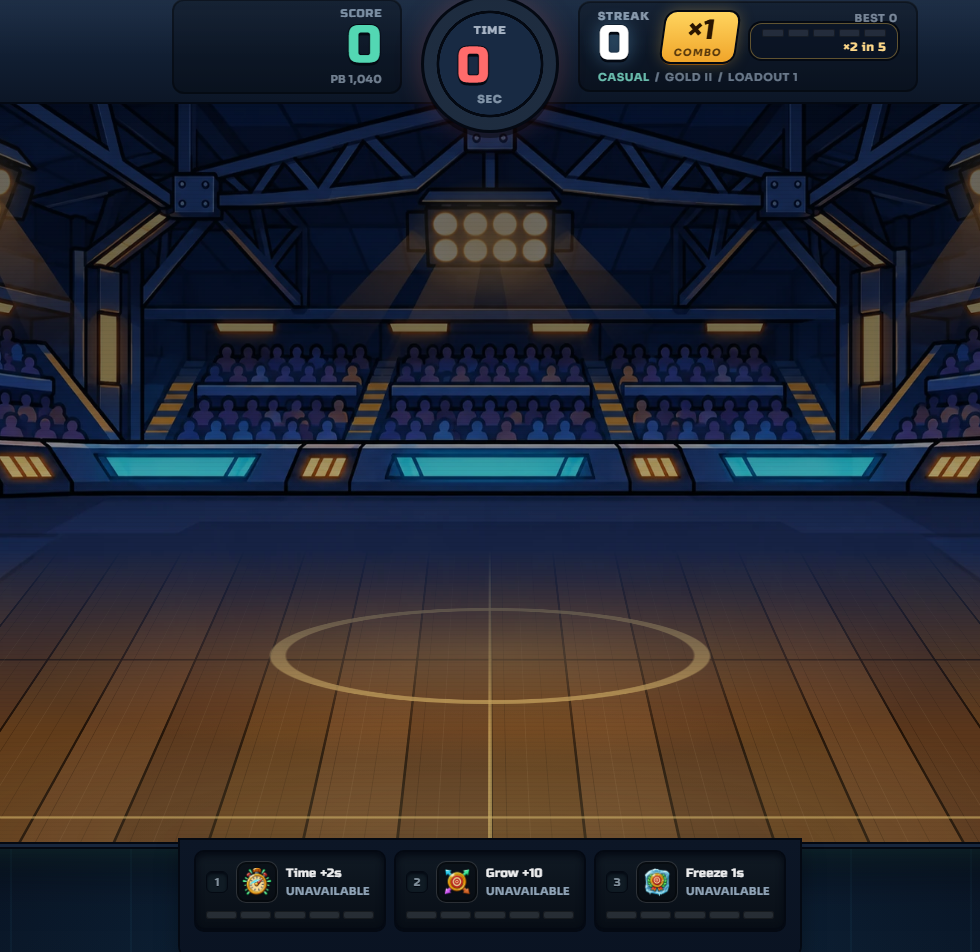 SCORE
0
PB 1,040
TIME
0
SEC
STREAK
0
×1
COMBO
BEST 0
×2 in 5
CASUAL / GOLD II / LOADOUT 1
1
Time +2s
UNAVAILABLE
2
Grow +10
UNAVAILABLE
3
Freeze 1s
UNAVAILABLE